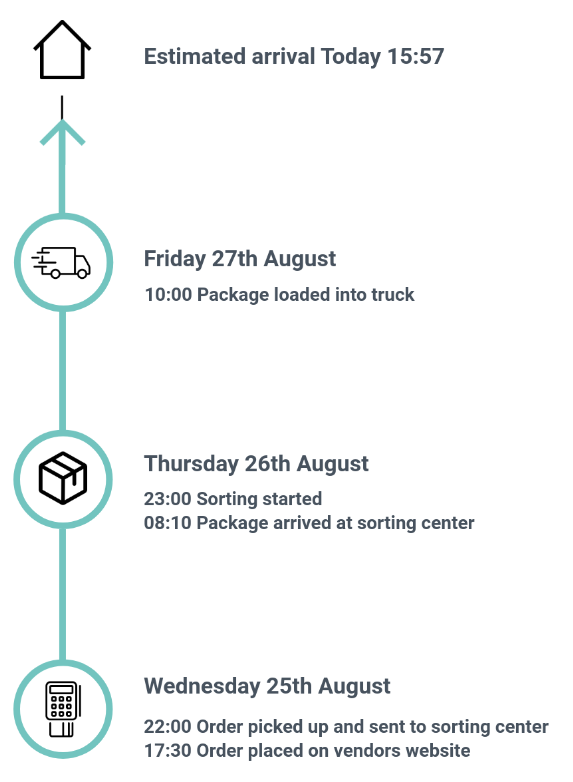 Estimated arrival Today 15:57
Friday 27th August
10:00 Package loaded into truck
Thursday 26th August
23:00 Sorting started
08:10 Package arrived at sorting center
Wednesday 25th August
22:00 Order picked up and sent to sorting center
17:30 Order placed on vendors website